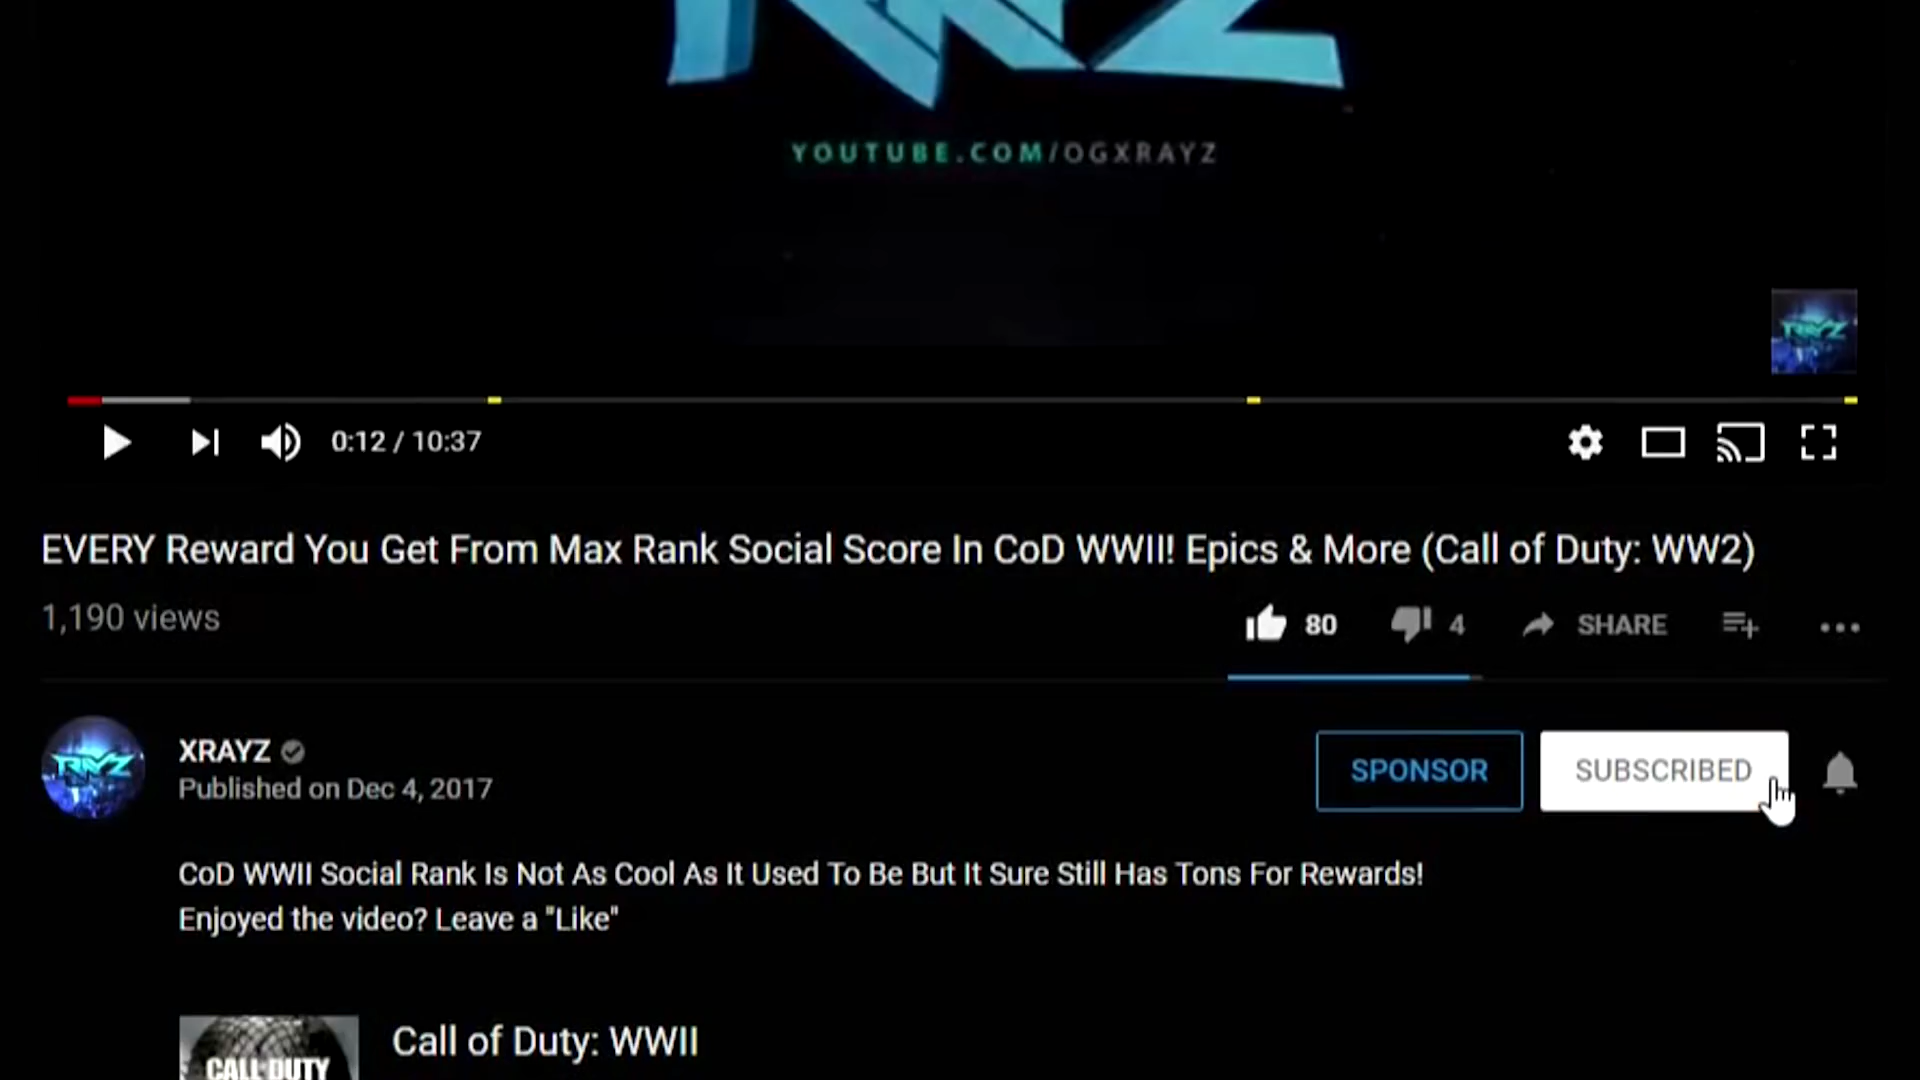 YOUTUBE.COM/OGXRAYZ
RAYZ
0:12 / 10:37
EVERY Reward You Get From Max Rank Social Score In CoD WWII! Epics & More (Call of Duty: WW2)
1,190 views
80
4
SHARE
RAYZ
XRAYZ
Published on Dec 4, 2017
SPONSOR
SUBSCRIBED
CoD WWII Social Rank Is Not As Cool As It Used To Be But It Sure Still Has Tons For Rewards!
Enjoyed the video? Leave a "Like"
CALL OF DUTY
Call of Duty: WWII